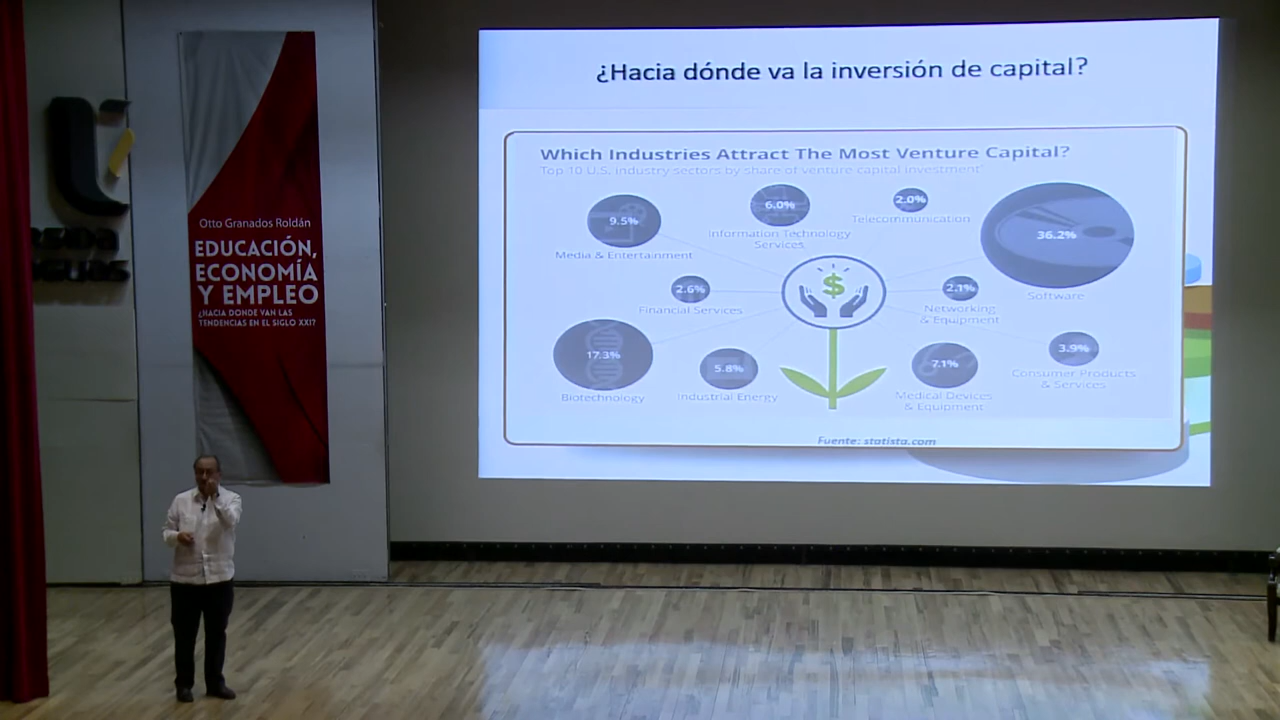 Otto Granados Roldán
EDUCACIÓN,
ECONOMÍA
Y EMPLEO
¿HACIA DONDE VAN LAS
TENDENCIAS EN EL SIGLO XXI?
¿Hacia dónde va la inversión de capital?
Which Industries Attract The Most Venture Capital?
Top 10 U.S. industry sectors by share of venture capital investment
9.5%
Media & Entertainment
6.0%
Information Technology
Services
2.0%
Telecommunication
36.2%
Software
2.6%
Financial Services
$
2.1%
Networking
& Equipment
17.3%
Biotechnology
5.8%
Industrial Energy
7.1%
Medical Devices
& Equipment
3.9%
Consumer Products
& Services
Fuente: statista.com